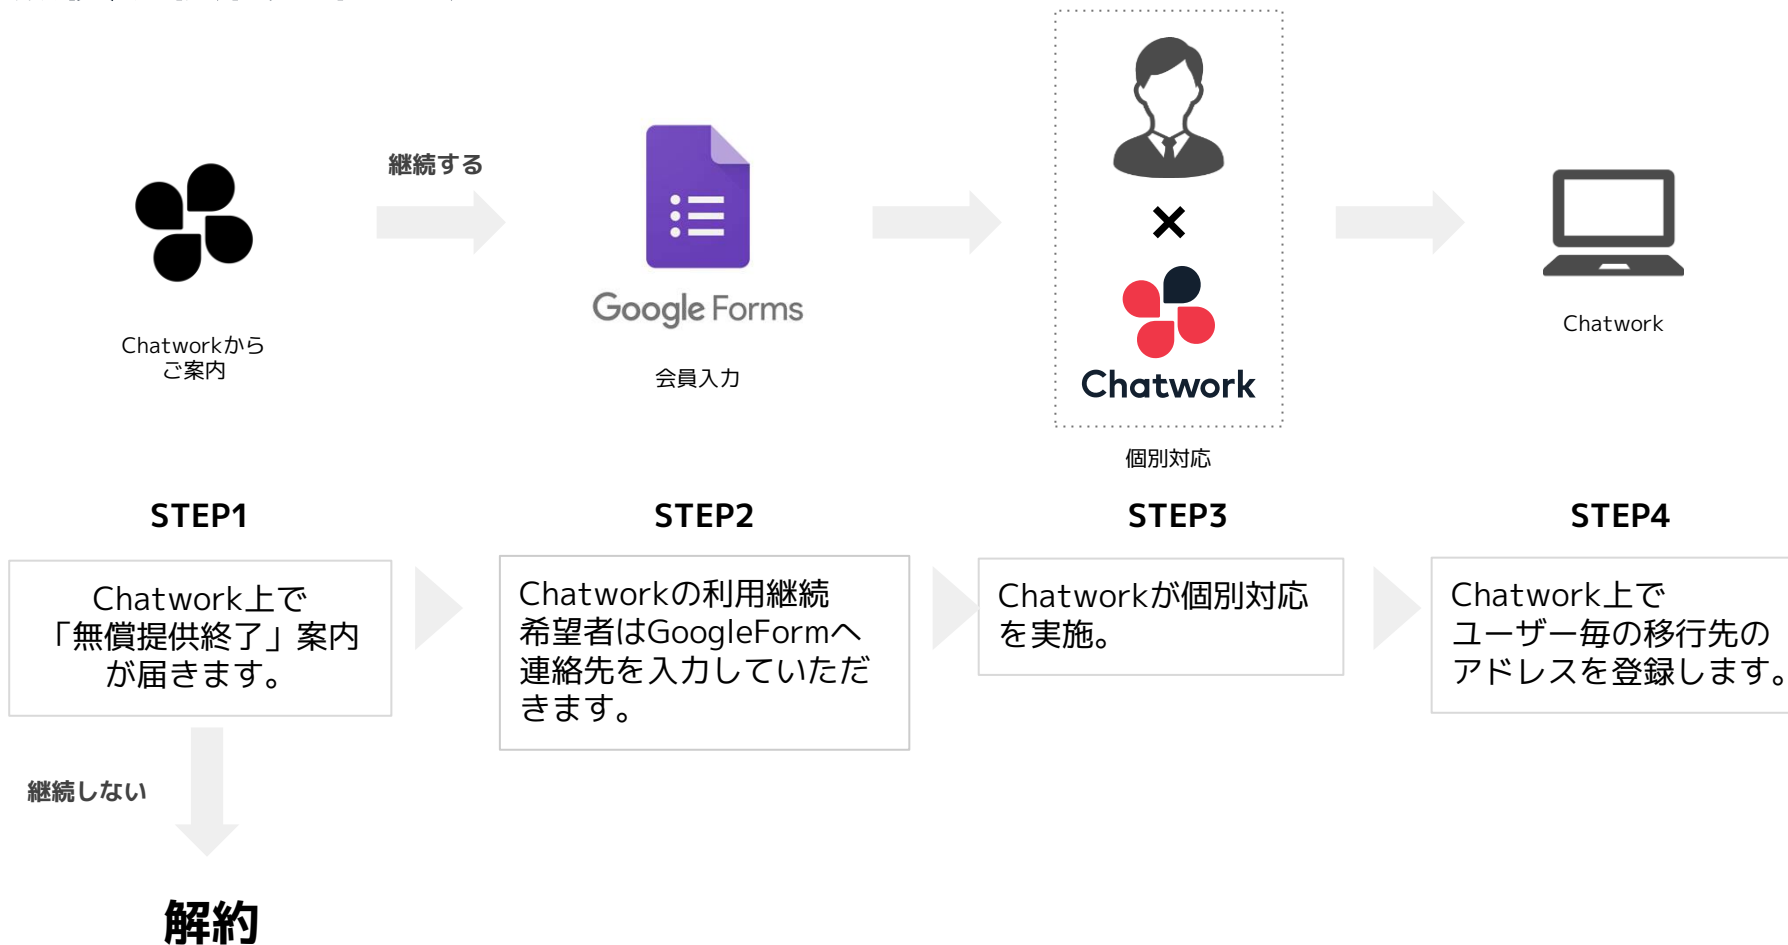 継続する
Google Forms
Chatworkから
ご案内
会員入力
Chatwork
個別対応
Chatwork
STEP1
STEP2
STEP3
STEP4
Chatwork上で
「無償提供終了」案内
が届きます。
Chatworkの利用継続
希望者はGoogleFormへ
連絡先を入力していただ
きます。
Chatworkが個別対応
を実施。
Chatwork上で
ユーザー毎の移行先の
アドレスを登録します。
継続しない
解約